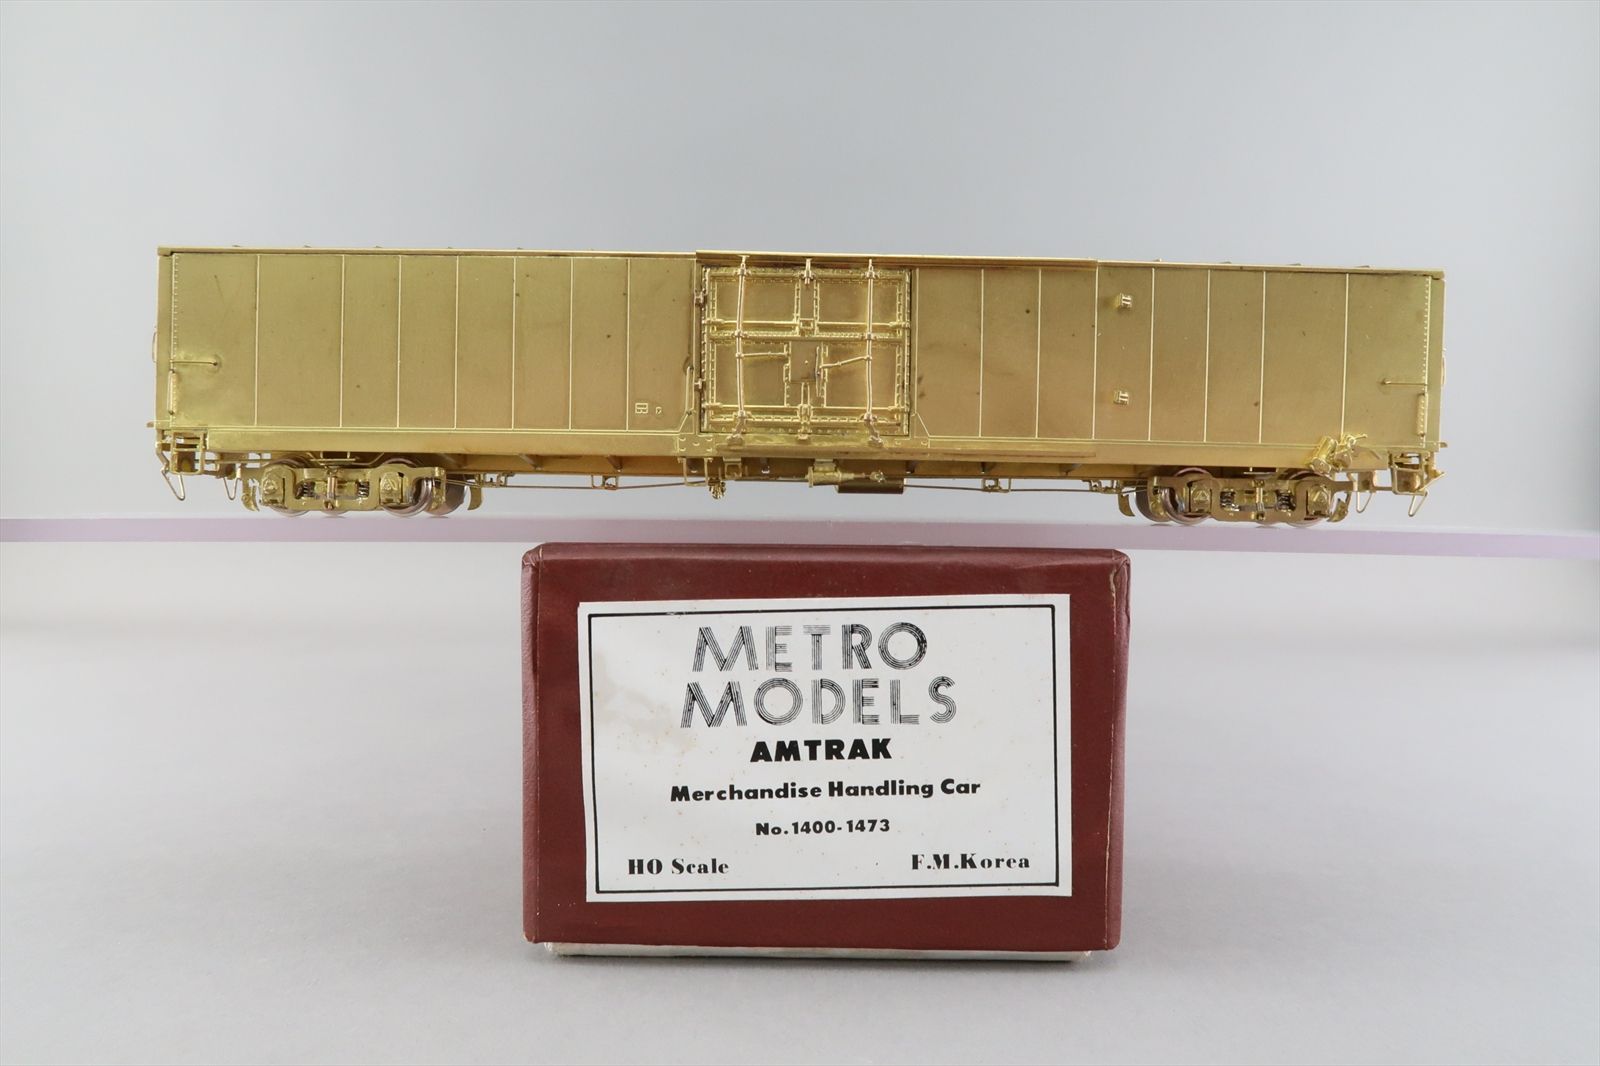 METRO
MODELS
AMTRAK
Merchandise Handling Car
No.1400-1473
HO Scale F.M.Korea